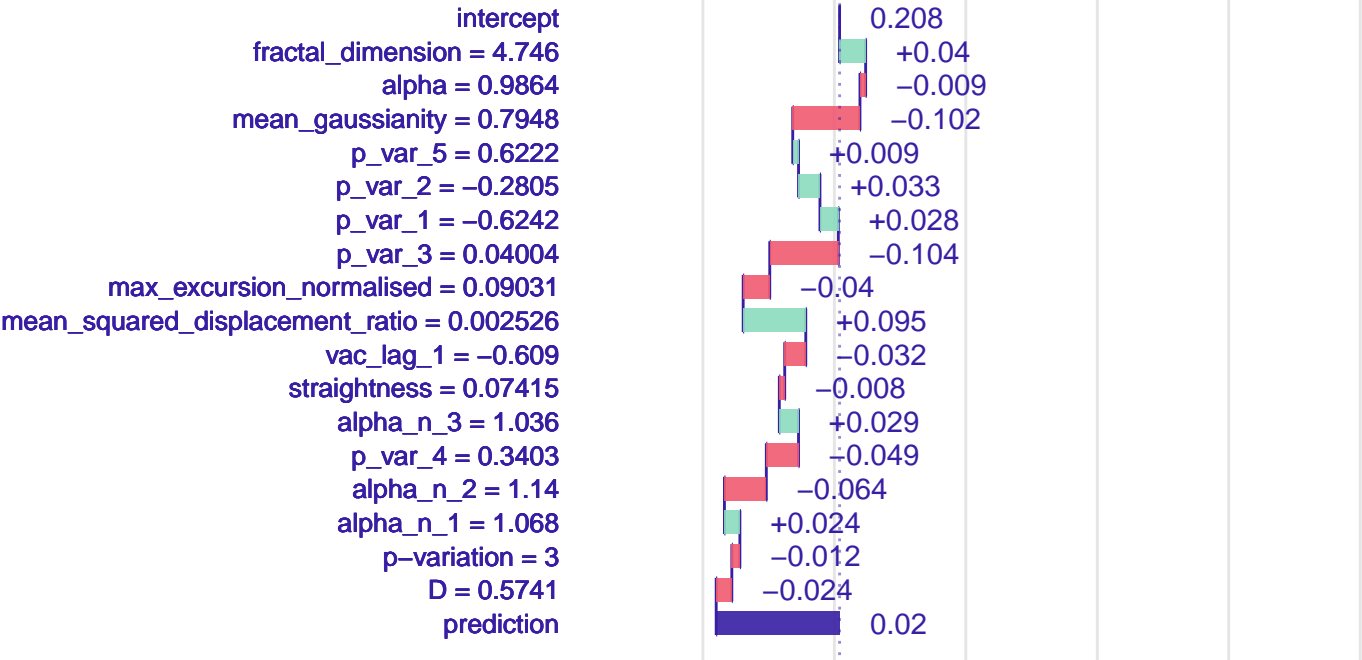 intercept 0.208
fractal_dimension = 4.746 +0.04
alpha = 0.9864 −0.009
mean_gaussianity = 0.7948 −0.102
p_var_5 = 0.6222 +0.009
p_var_2 = −0.2805 +0.033
p_var_1 = −0.6242 +0.028
p_var_3 = 0.04004 −0.104
max_excursion_normalised = 0.09031 −0.04
mean_squared_displacement_ratio = 0.002526 +0.095
vac_lag_1 = −0.609 −0.032
straightness = 0.07415 −0.008
alpha_n_3 = 1.036 +0.029
p_var_4 = 0.3403 −0.049
alpha_n_2 = 1.14 −0.064
alpha_n_1 = 1.068 +0.024
p−variation = 3 −0.012
D = 0.5741 −0.024
prediction 0.02